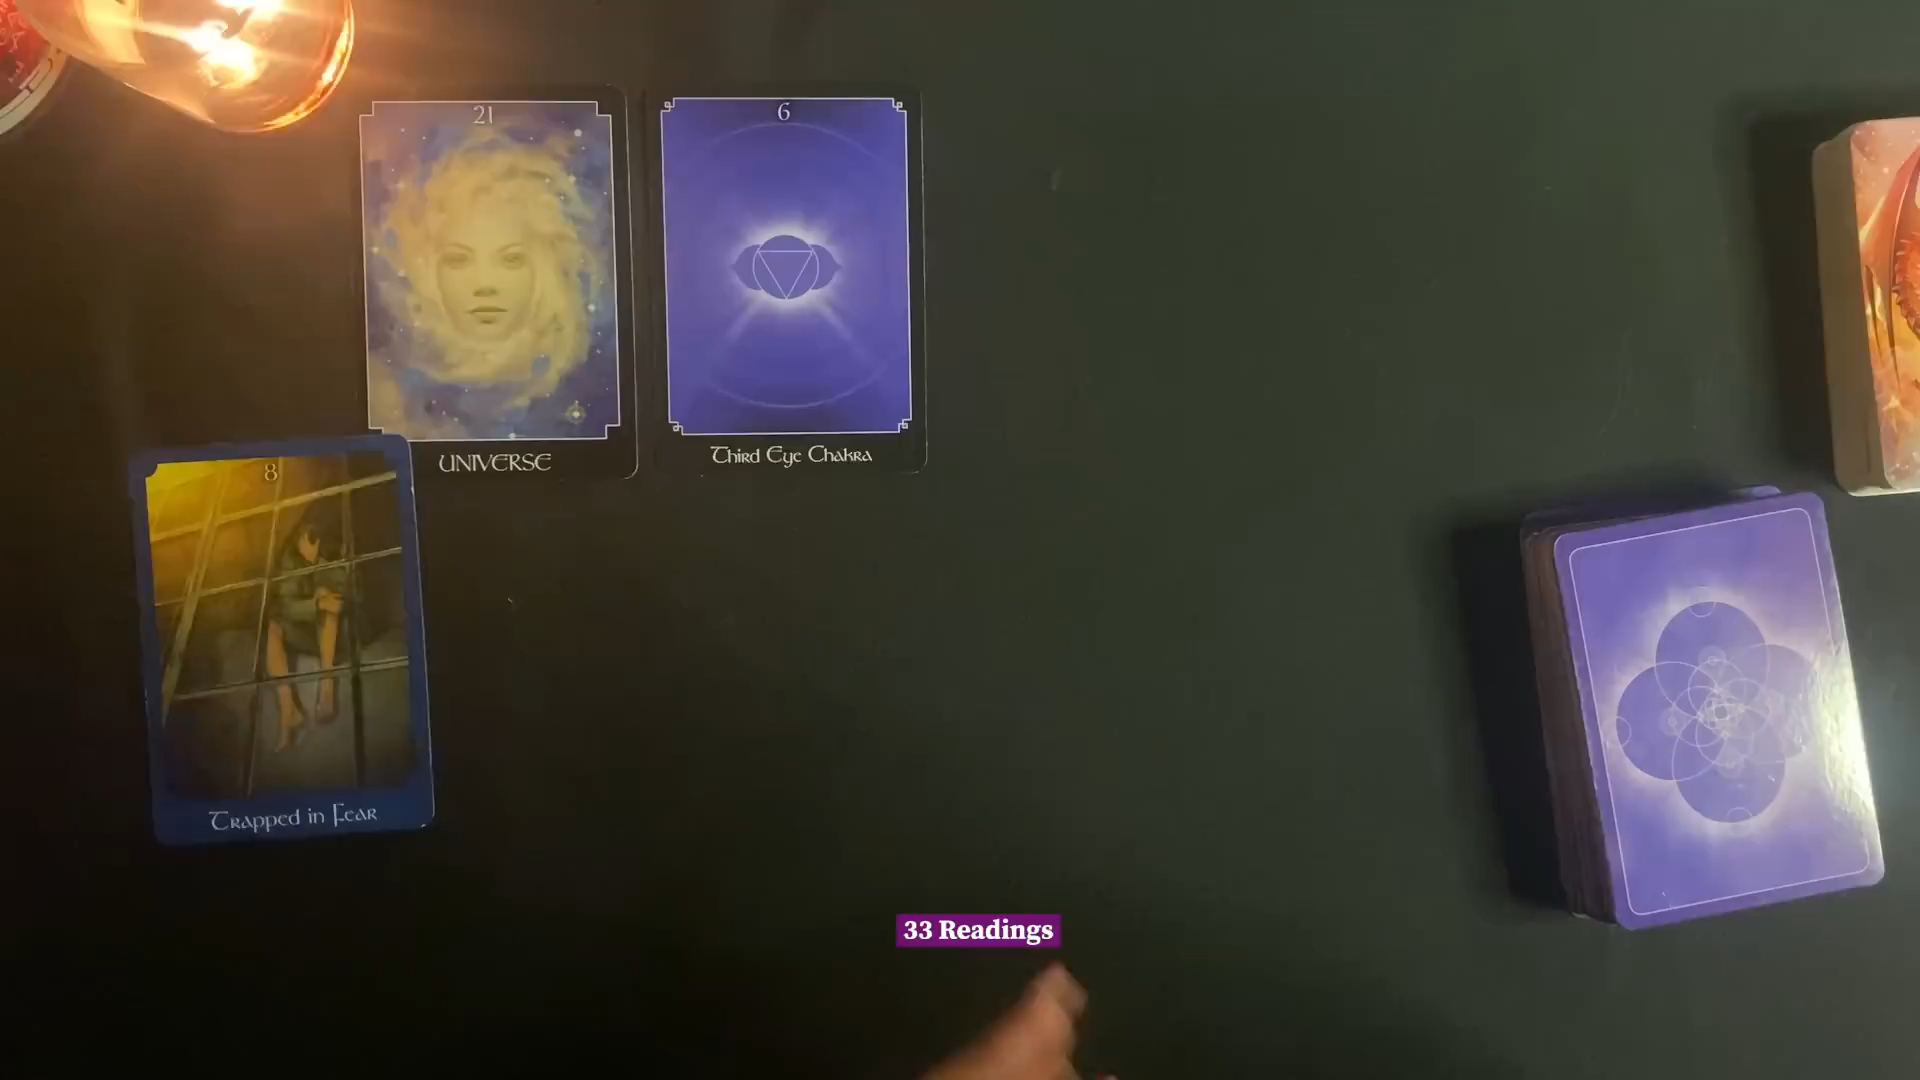 21
UNIVERSE
6
Third Eye Chakra
8
Trapped in Fear
33 Readings